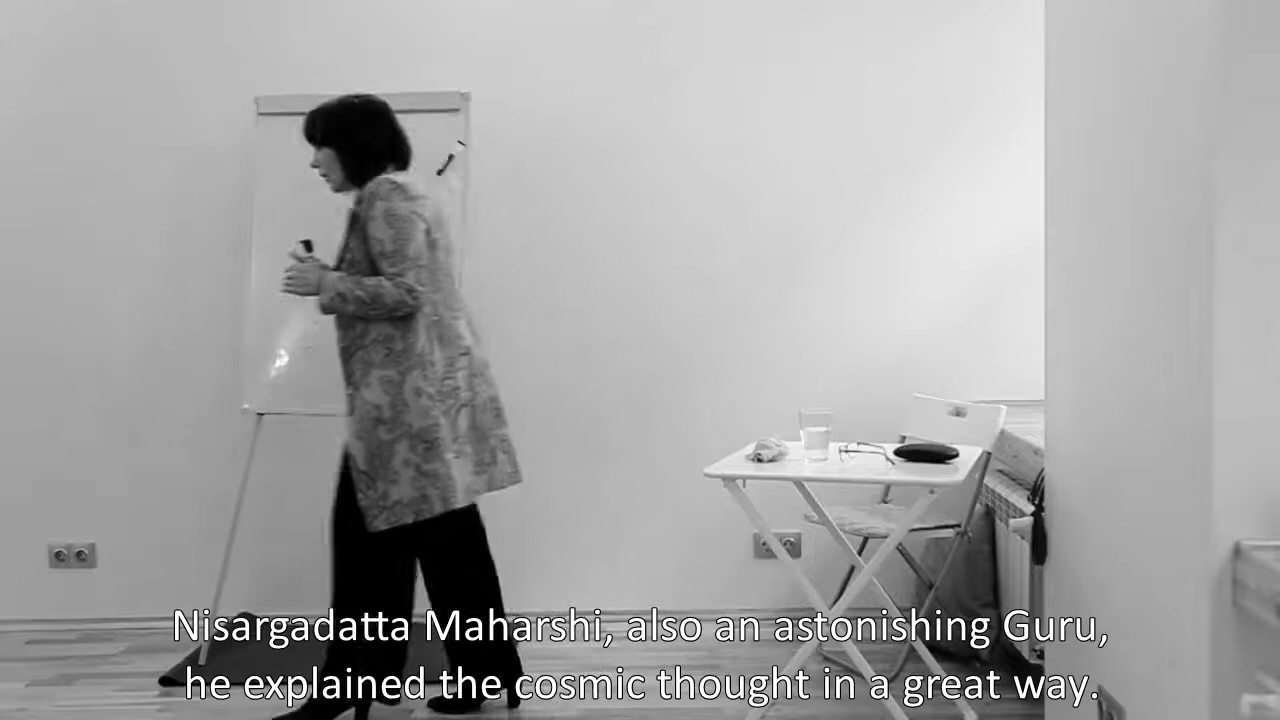 Nisargadatta Maharshi, also an astonishing Guru,
he explained the cosmic thought in a great way.